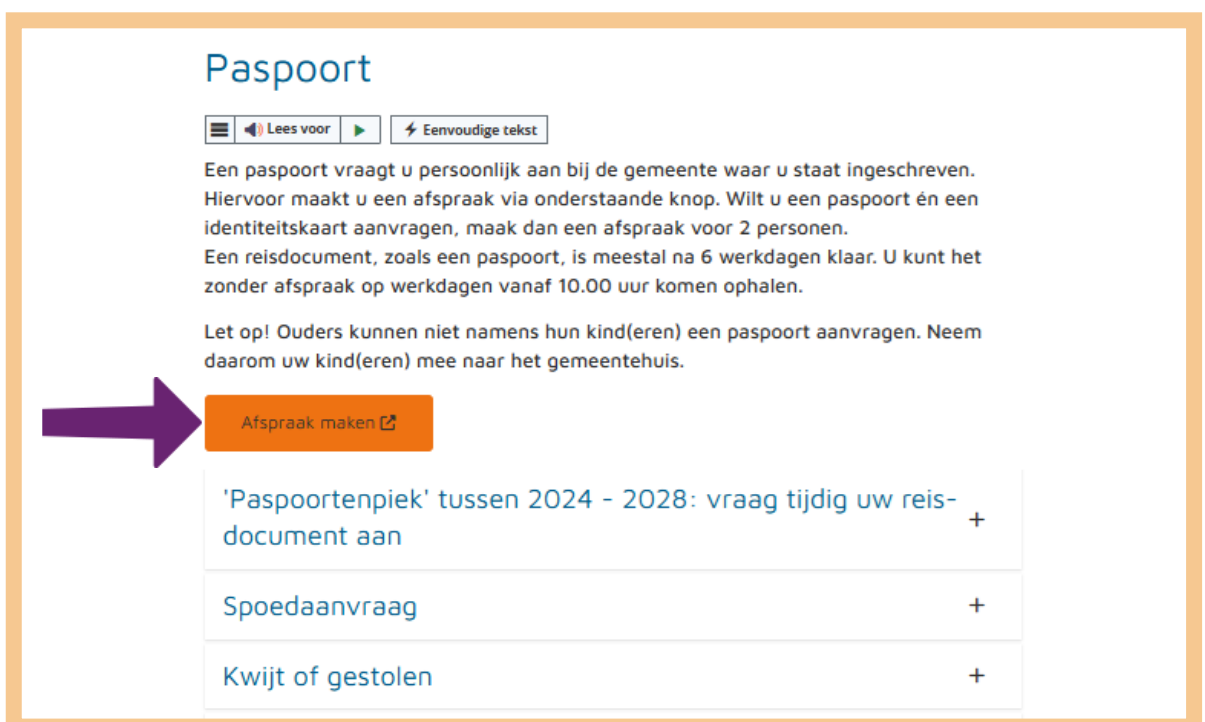 Paspoort
Lees voor
Eenvoudige tekst
Een paspoort vraagt u persoonlijk aan bij de gemeente waar u staat ingeschreven.
Hiervoor maakt u een afspraak via onderstaande knop. Wilt u een paspoort én een
identiteitskaart aanvragen, maak dan een afspraak voor 2 personen.
Een reisdocument, zoals een paspoort, is meestal na 6 werkdagen klaar. U kunt het
zonder afspraak op werkdagen vanaf 10.00 uur komen ophalen.
Let op! Ouders kunnen niet namens hun kind(eren) een paspoort aanvragen. Neem
daarom uw kind(eren) mee naar het gemeentehuis.
Afspraak maken
'Paspoortenpiek' tussen 2024 - 2028: vraag tijdig uw reis-
document aan
+
Spoedaanvraag +
Kwijt of gestolen +